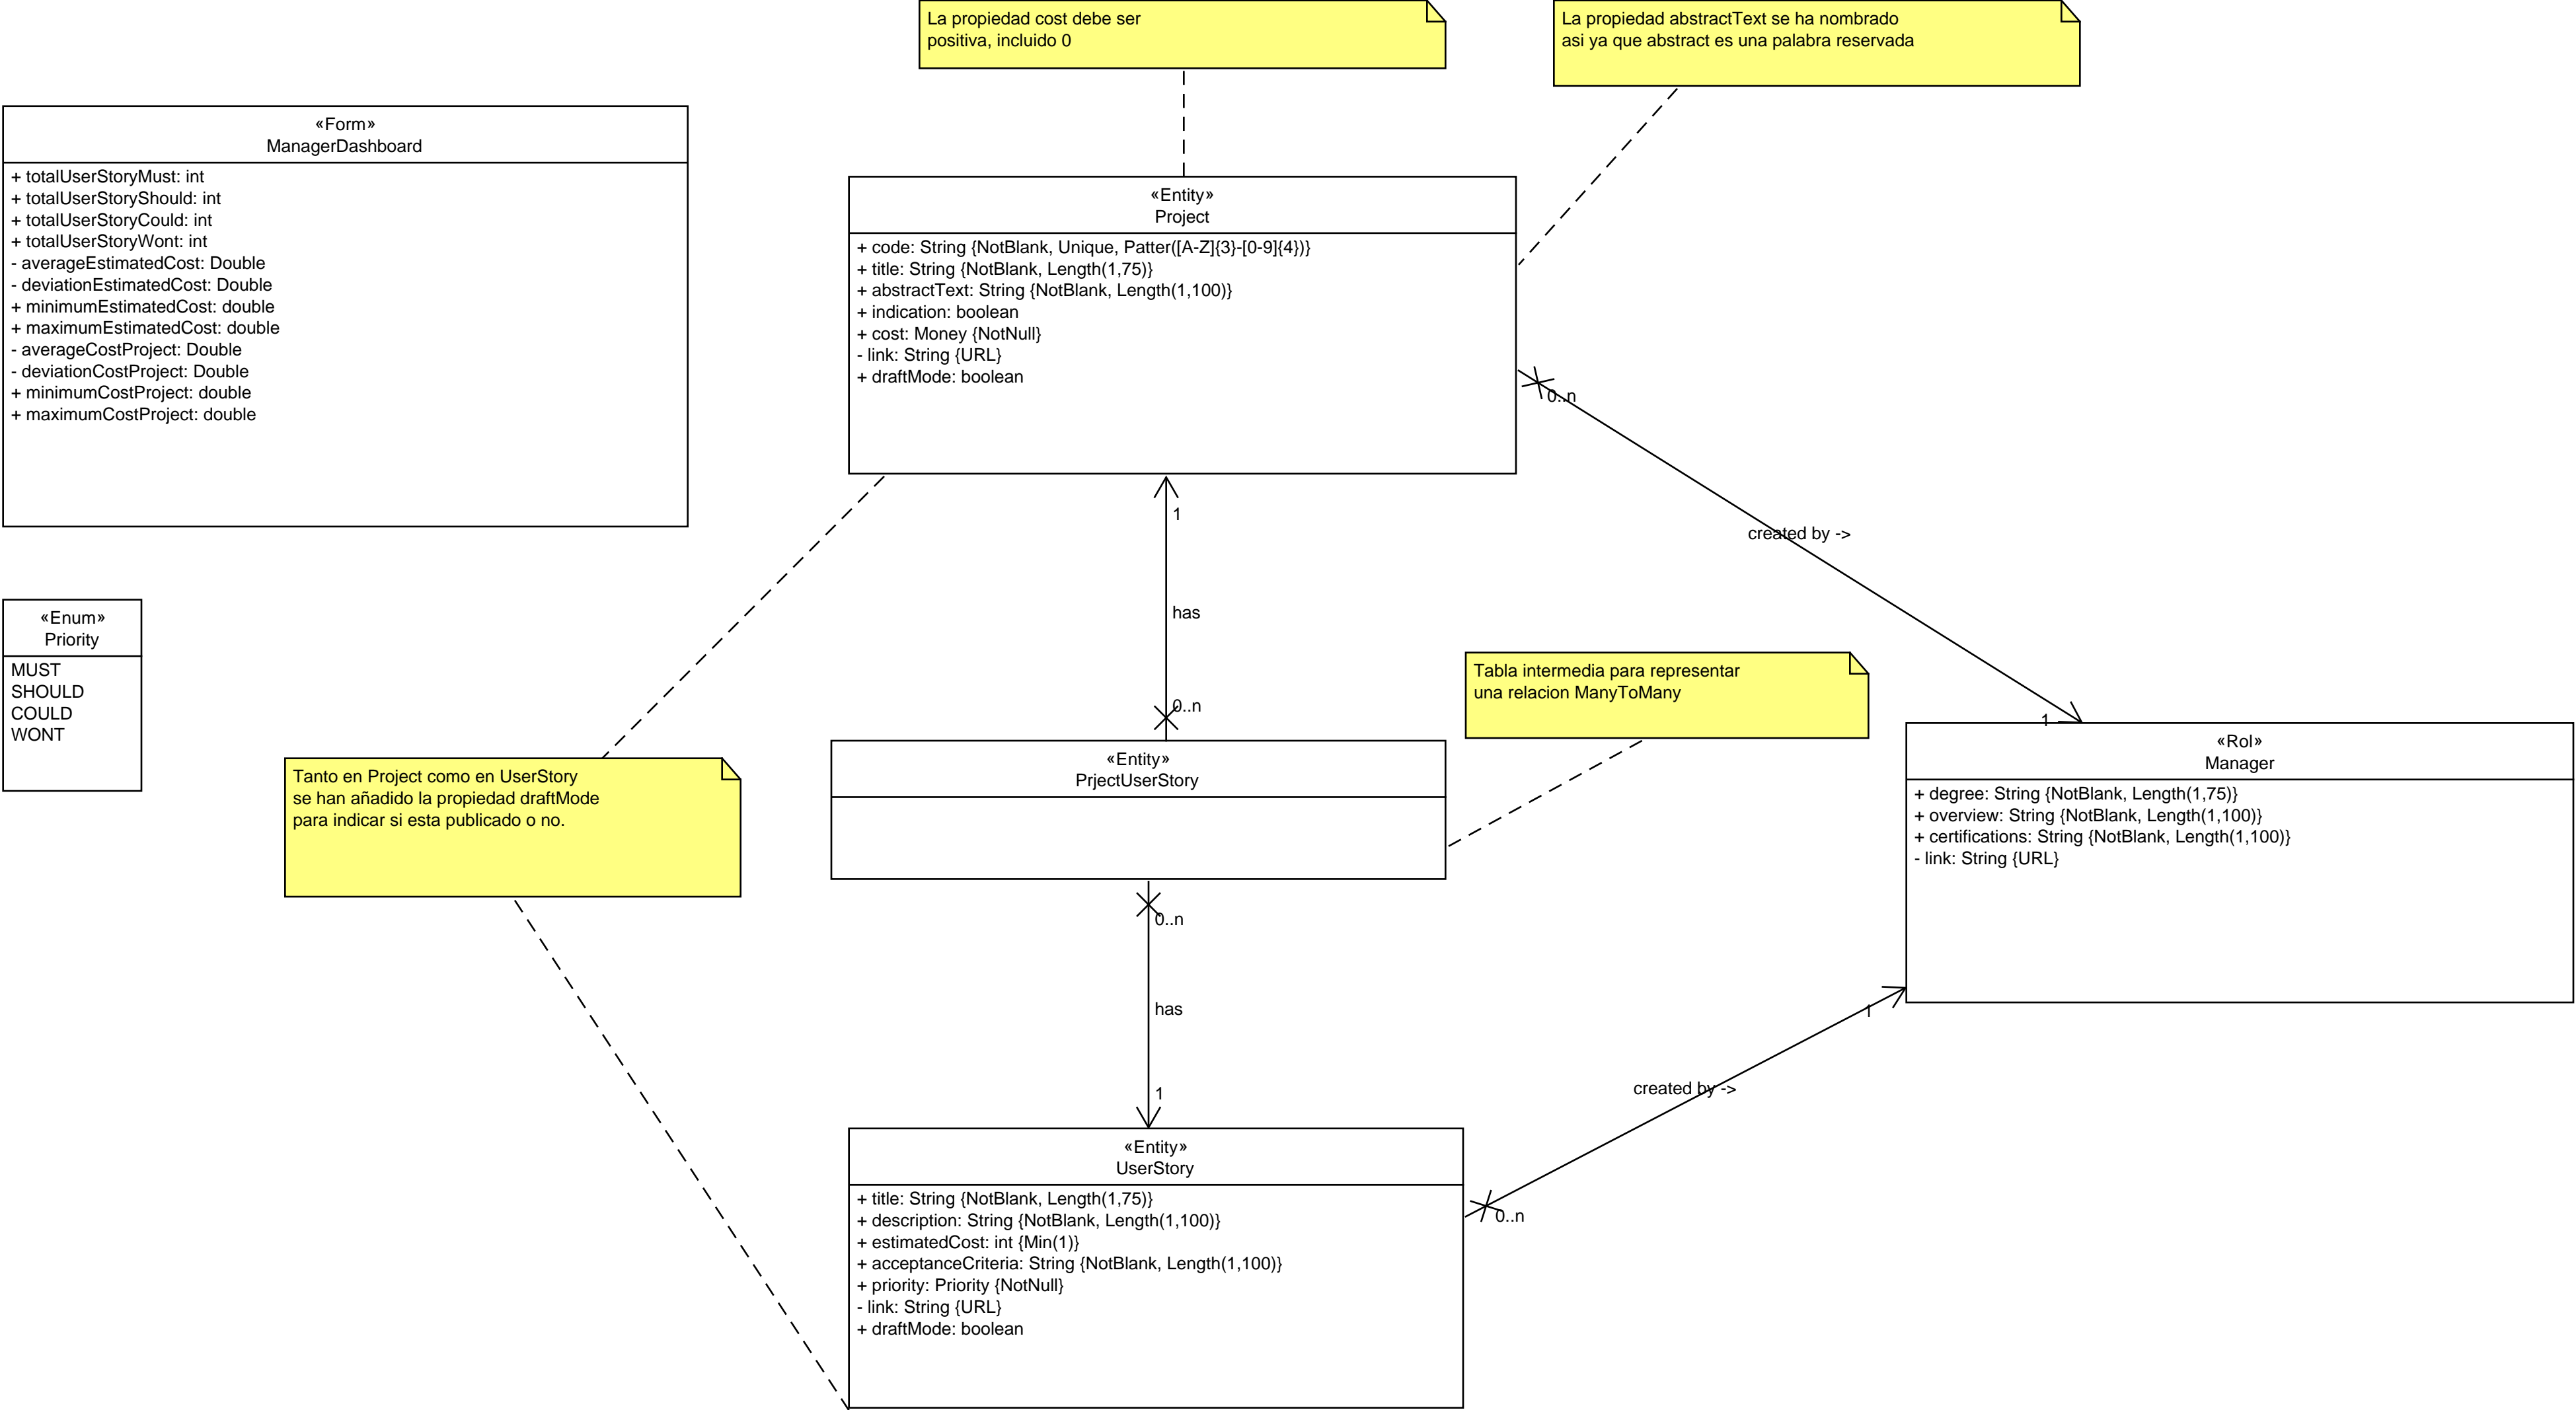 La propiedad cost debe ser
positiva, incluido 0
La propiedad abstractText se ha nombrado
asi ya que abstract es una palabra reservada
«Form»
ManagerDashboard
+ totalUserStoryMust: int
+ totalUserStoryShould: int
+ totalUserStoryCould: int
+ totalUserStoryWont: int
- averageEstimatedCost: Double
- deviationEstimatedCost: Double
+ minimumEstimatedCost: double
+ maximumEstimatedCost: double
- averageCostProject: Double
- deviationCostProject: Double
+ minimumCostProject: double
+ maximumCostProject: double
«Entity»
Project
+ code: String {NotBlank, Unique, Patter([A-Z]{3}-[0-9]{4})}
+ title: String {NotBlank, Length(1,75)}
+ abstractText: String {NotBlank, Length(1,100)}
+ indication: boolean
+ cost: Money {NotNull}
- link: String {URL}
+ draftMode: boolean
0..n
1
created by ->
has
«Enum»
Priority
MUST
SHOULD
COULD
WONT
Tabla intermedia para representar
una relacion ManyToMany
0..n
1
«Rol»
Manager
+ degree: String {NotBlank, Length(1,75)}
+ overview: String {NotBlank, Length(1,100)}
+ certifications: String {NotBlank, Length(1,100)}
- link: String {URL}
«Entity»
PrjectUserStory
Tanto en Project como en UserStory
se han añadido la propiedad draftMode
para indicar si esta publicado o no.
0..n
has
1
1
created by ->
0..n
«Entity»
UserStory
+ title: String {NotBlank, Length(1,75)}
+ description: String {NotBlank, Length(1,100)}
+ estimatedCost: int {Min(1)}
+ acceptanceCriteria: String {NotBlank, Length(1,100)}
+ priority: Priority {NotNull}
- link: String {URL}
+ draftMode: boolean